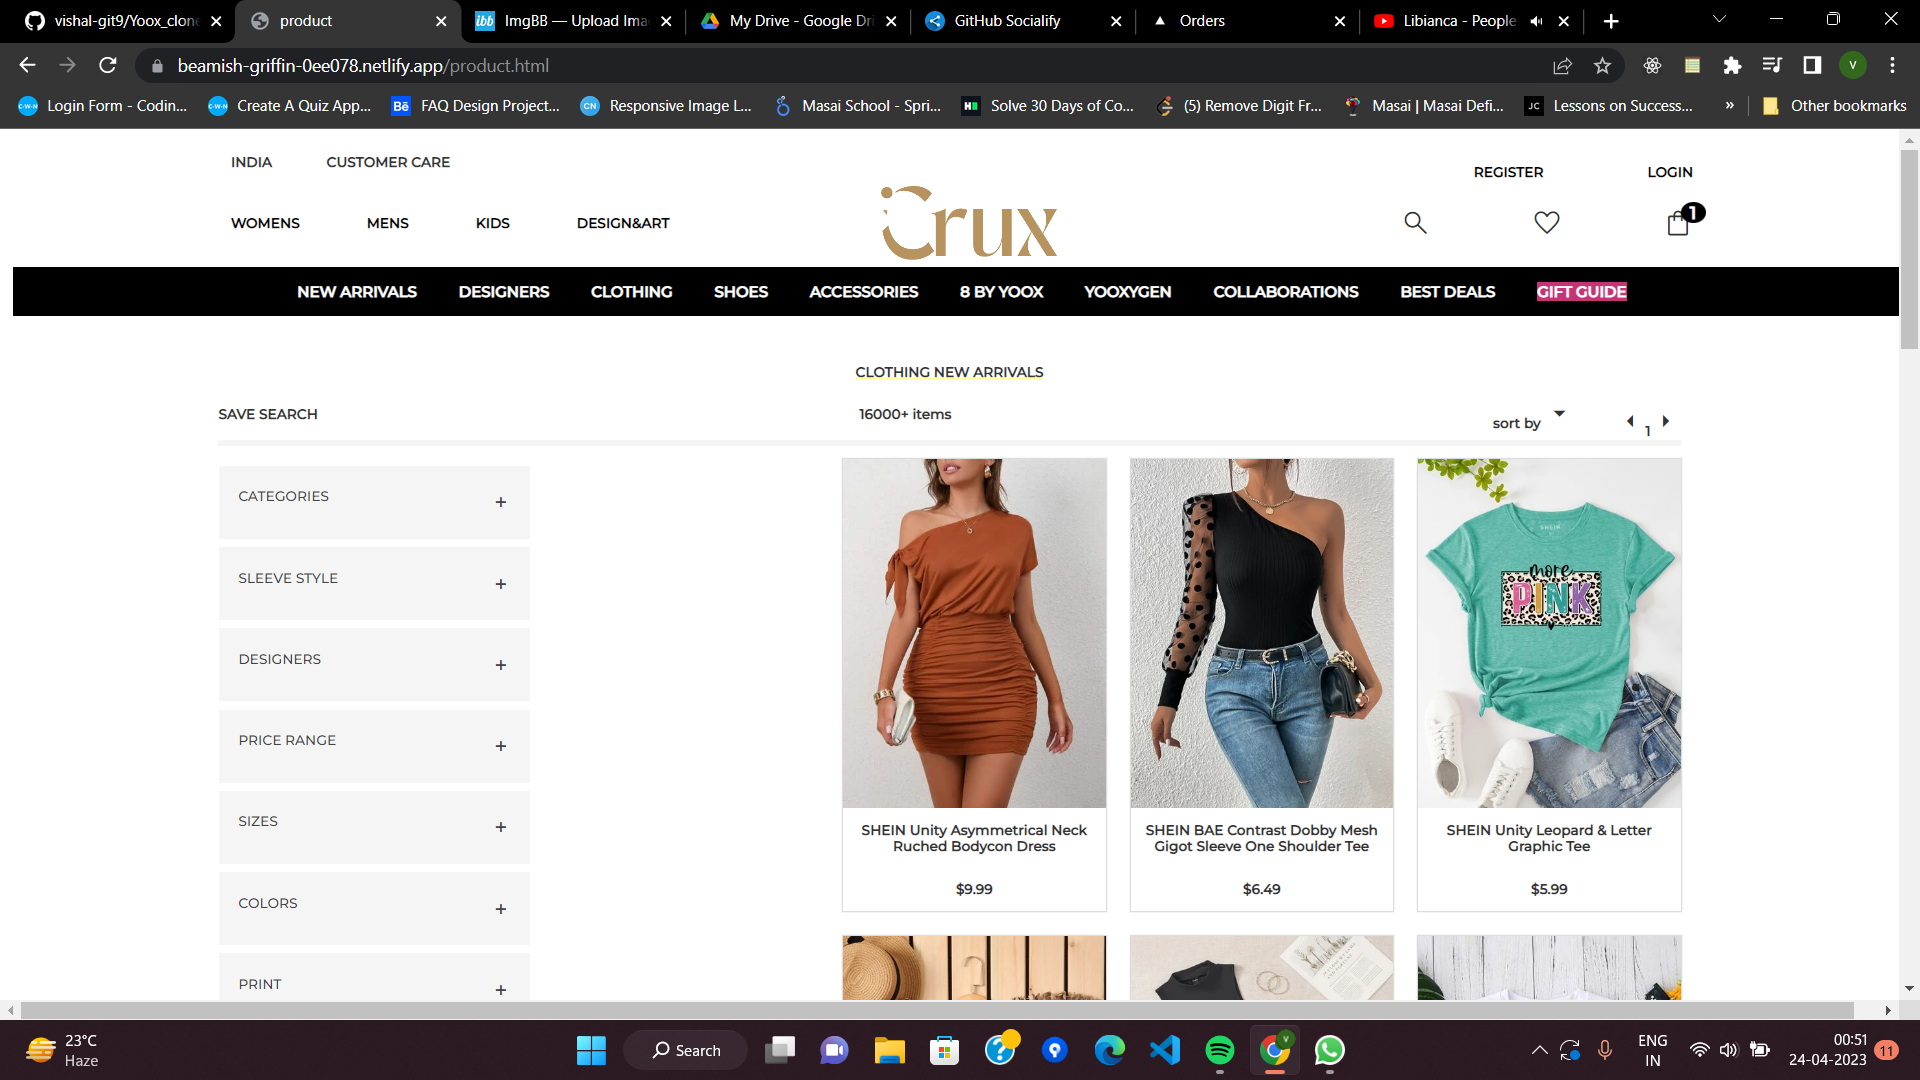 vishal-git9/Yoox_clone
product
ImgBB — Upload Ima
My Drive - Google Dri
GitHub Socialify
Orders
Libianca - People
beamish-griffin-0ee078.netlify.app/product.html
V
Login Form - Codin...
Create A Quiz App...
FAQ Design Project...
Responsive Image L...
Masai School - Spri...
Solve 30 Days of Co...
(5) Remove Digit Fr...
Masai | Masai Defi...
Lessons on Success...
»
Other bookmarks
INDIA CUSTOMER CARE
REGISTER LOGIN
WOMENS MENS KIDS DESIGN&ART
Crux
1
NEW ARRIVALS DESIGNERS CLOTHING SHOES ACCESSORIES 8 BY YOOX YOOXYGEN COLLABORATIONS BEST DEALS GIFT GUIDE
CLOTHING NEW ARRIVALS
SAVE SEARCH
16000+ items
sort by
1
CATEGORIES +
SLEEVE STYLE +
DESIGNERS +
PRICE RANGE +
SIZES +
COLORS +
PRINT +
SHEIN
more
PINK
SHEIN Unity Asymmetrical Neck
Ruched Bodycon Dress
$9.99
SHEIN BAE Contrast Dobby Mesh
Gigot Sleeve One Shoulder Tee
$6.49
SHEIN Unity Leopard & Letter
Graphic Tee
$5.99
23°C
Haze
Search
ENG
IN
00:51
24-04-2023
11